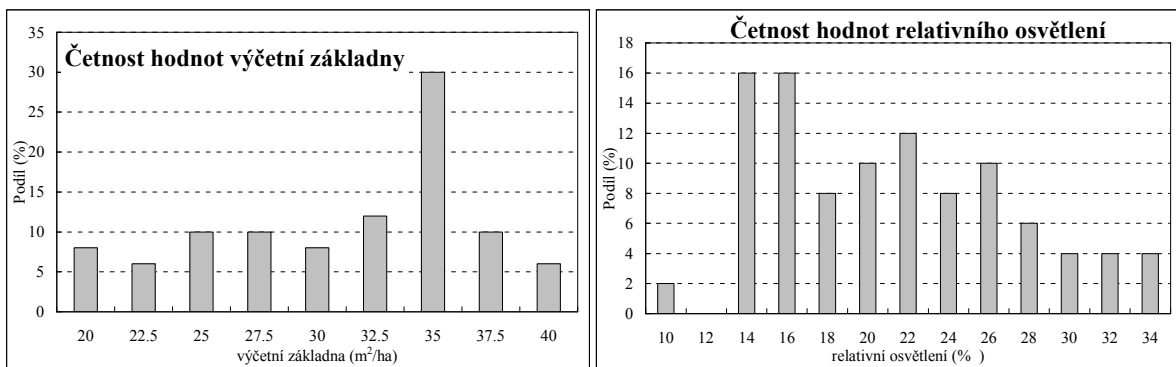 Četnost hodnot výčetní základny
35
30
25
20
15
10
5
0
Podíl (%)
20 22.5 25 27.5 30 32.5 35 37.5 40
výčetní základna (m²/ha)
Četnost hodnot relativního osvětlení
18
16
14
12
10
8
6
4
2
0
Podíl (%)
10 12 14 16 18 20 22 24 26 28 30 32 34
relativní osvětlení (% )